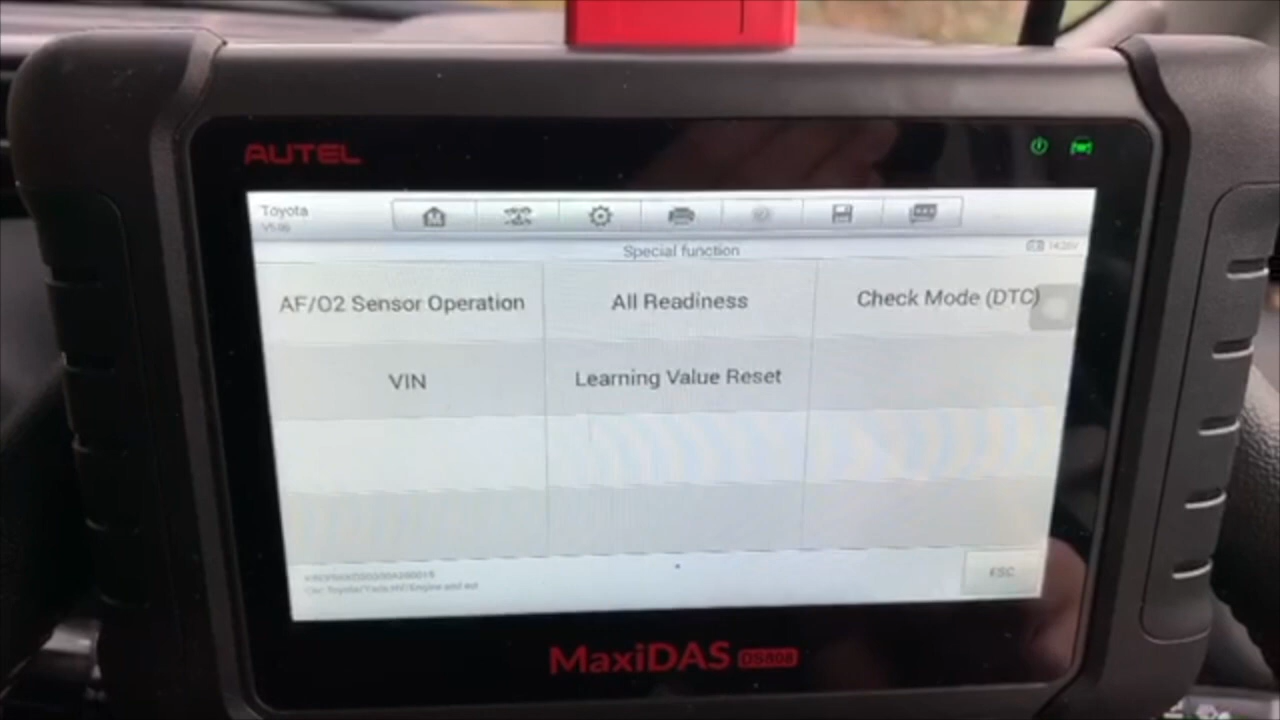 AUTEL
Toyota
Special function
AF/O2 Sensor Operation
All Readiness
Check Mode (DTC)
VIN
Learning Value Reset
ESC
MaxiDAS DS808